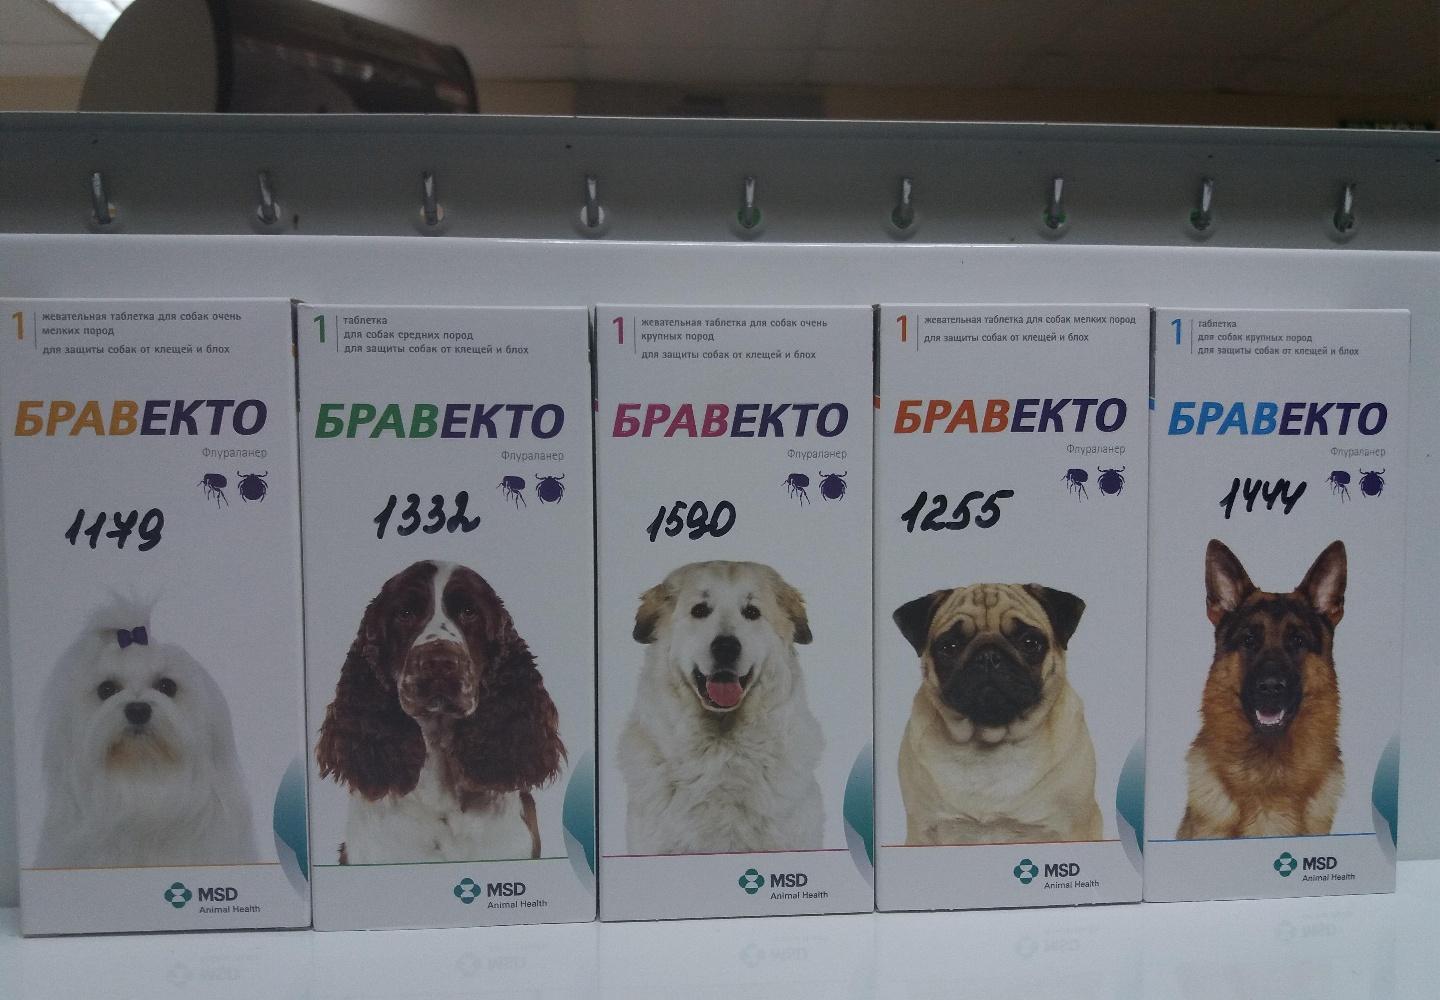 1
жевательная таблетка для собак очень
мелких пород
для защиты собак от клещей и блох
БРАВЕКТО
Флураланер
1179
MSD
Animal Health
1
таблетка
для собак средних пород
для защиты собак от клещей и блох
БРАВЕКТО
Флураланер
1332
MSD
Animal Health
1
жевательная таблетка для собак очень
крупных пород
для защиты собак от клещей и блох
БРАВЕКТО
Флураланер
1590
MSD
Animal Health
1
жевательная таблетка для собак мелких пород
для защиты собак от клещей и блох
БРАВЕКТО
Флураланер
1255
MSD
Animal Health
1
таблетка
для собак крупных пород
для защиты собак от клещей и блох
БРАВЕКТО
Флураланер
1444
MSD
Animal Health